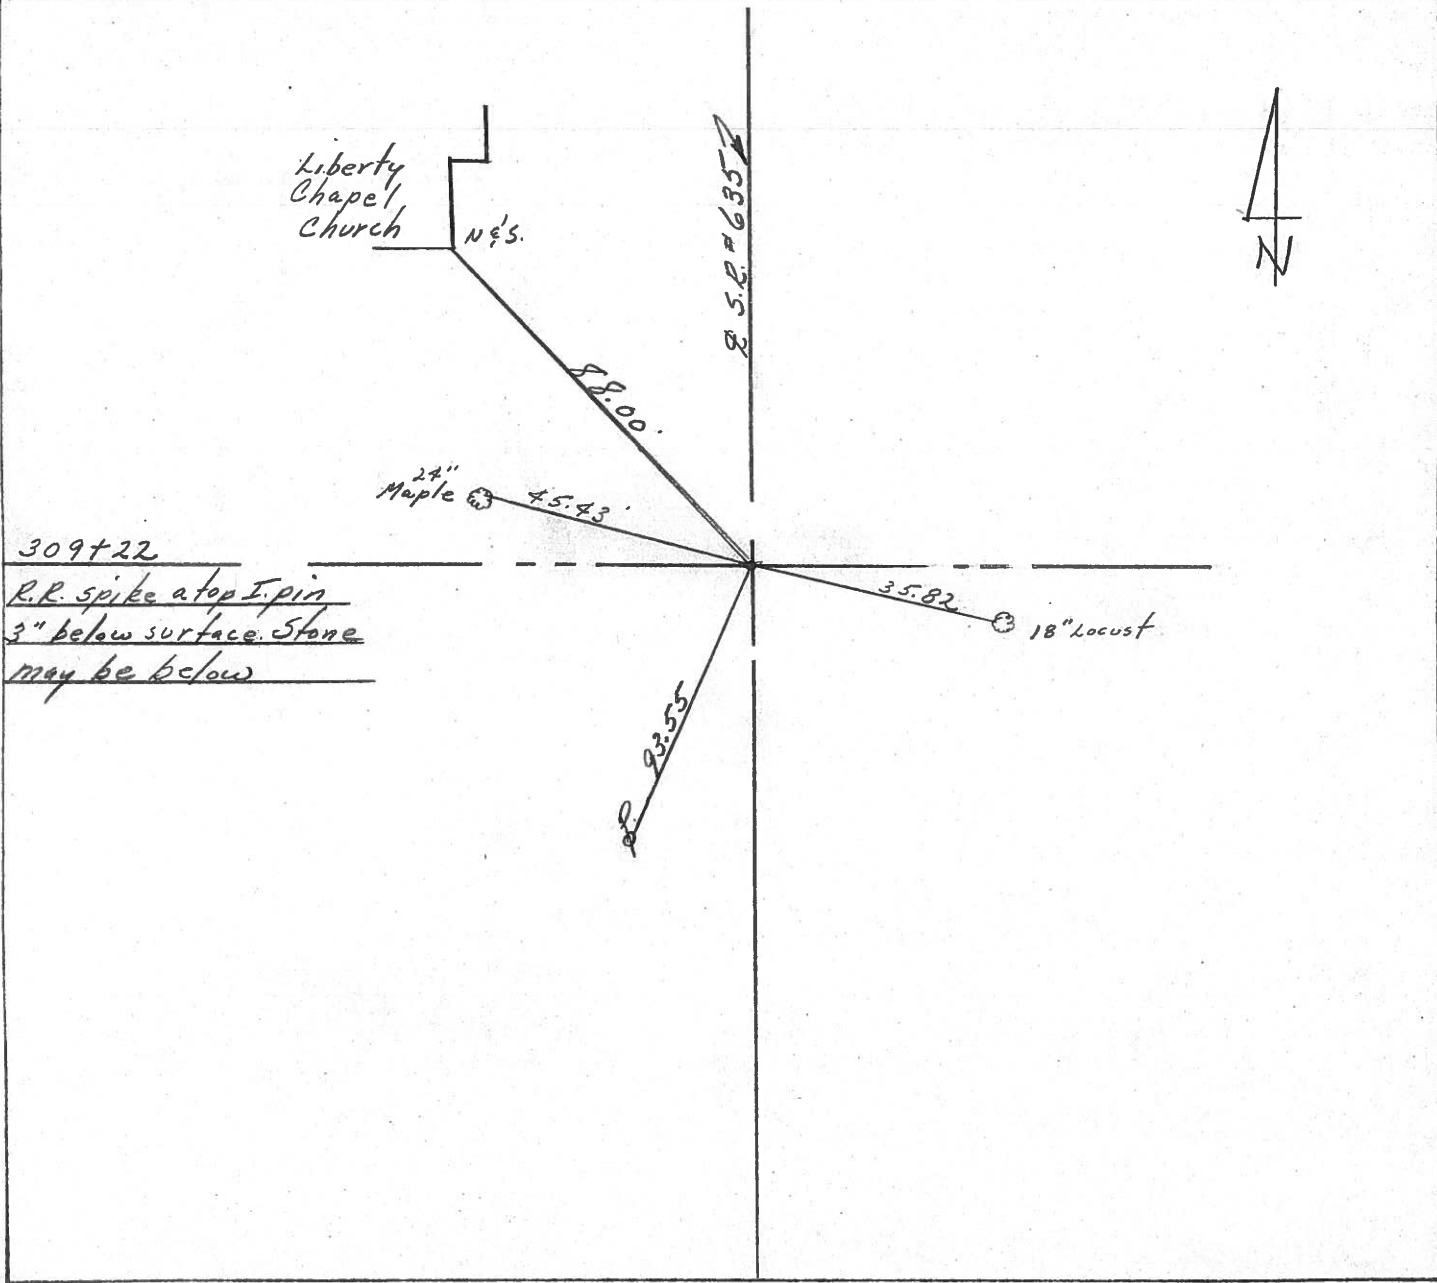 Liberty
Chapel
Church
N & S.
℄ S.R. # 635
N
88.00'
24"
Maple
45.43'
309+22
R.R. spike atop I. pin
3" below surface. Stone
may be below
35.82
18" Locust
93.55
P.